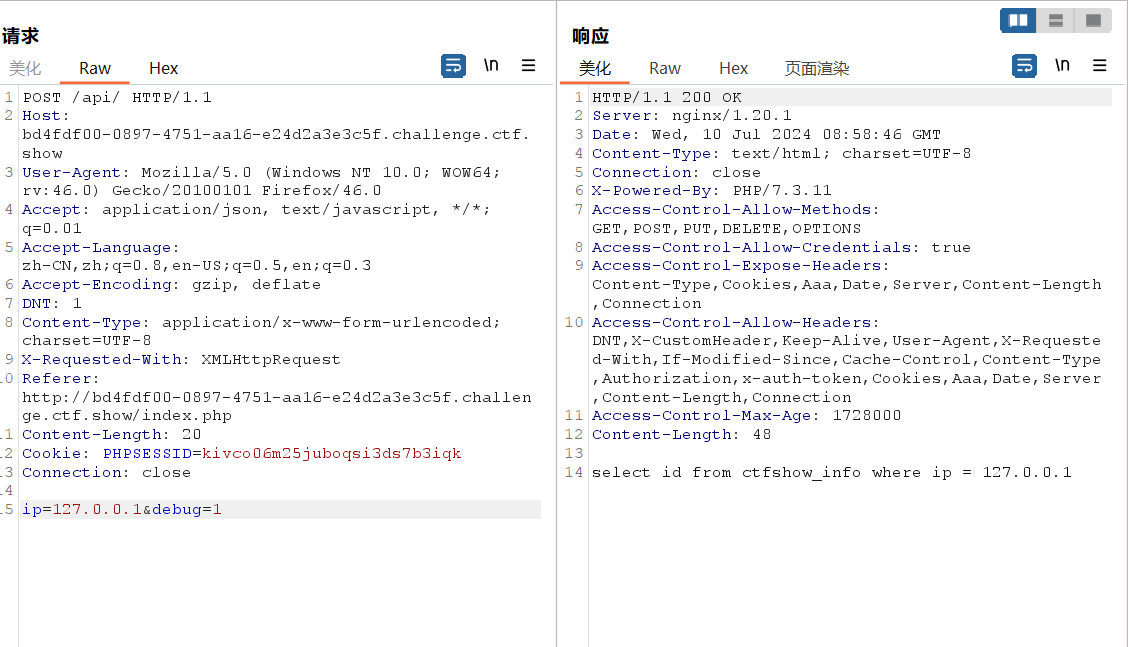 请求
美化 Raw Hex \n
1 POST /api/ HTTP/1.1
2 Host:
bd4fdf00-0897-4751-aa16-e24d2a3e3c5f.challenge.ctf.
show
3 User-Agent: Mozilla/5.0 (Windows NT 10.0; WOW64;
rv:46.0) Gecko/20100101 Firefox/46.0
4 Accept: application/json, text/javascript, */*;
q=0.01
5 Accept-Language:
zh-CN,zh;q=0.8,en-US;q=0.5,en;q=0.3
6 Accept-Encoding: gzip, deflate
7 DNT: 1
8 Content-Type: application/x-www-form-urlencoded;
charset=UTF-8
9 X-Requested-With: XMLHttpRequest
10 Referer:
http://bd4fdf00-0897-4751-aa16-e24d2a3e3c5f.challen
ge.ctf.show/index.php
11 Content-Length: 20
12 Cookie: PHPSESSID=kivco06m25juboqsi3ds7b3iqk
13 Connection: close
14
15 ip=127.0.0.1&debug=1
响应
美化 Raw Hex 页面渲染 \n
1 HTTP/1.1 200 OK
2 Server: nginx/1.20.1
3 Date: Wed, 10 Jul 2024 08:58:46 GMT
4 Content-Type: text/html; charset=UTF-8
5 Connection: close
6 X-Powered-By: PHP/7.3.11
7 Access-Control-Allow-Methods:
GET,POST,PUT,DELETE,OPTIONS
8 Access-Control-Allow-Credentials: true
9 Access-Control-Expose-Headers:
Content-Type,Cookies,Aaa,Date,Server,Content-Length
,Connection
10 Access-Control-Allow-Headers:
DNT,X-CustomHeader,Keep-Alive,User-Agent,X-Requeste
d-With,If-Modified-Since,Cache-Control,Content-Type
,Authorization,x-auth-token,Cookies,Aaa,Date,Server
,Content-Length,Connection
11 Access-Control-Max-Age: 1728000
12 Content-Length: 48
13
14 select id from ctfshow_info where ip = 127.0.0.1